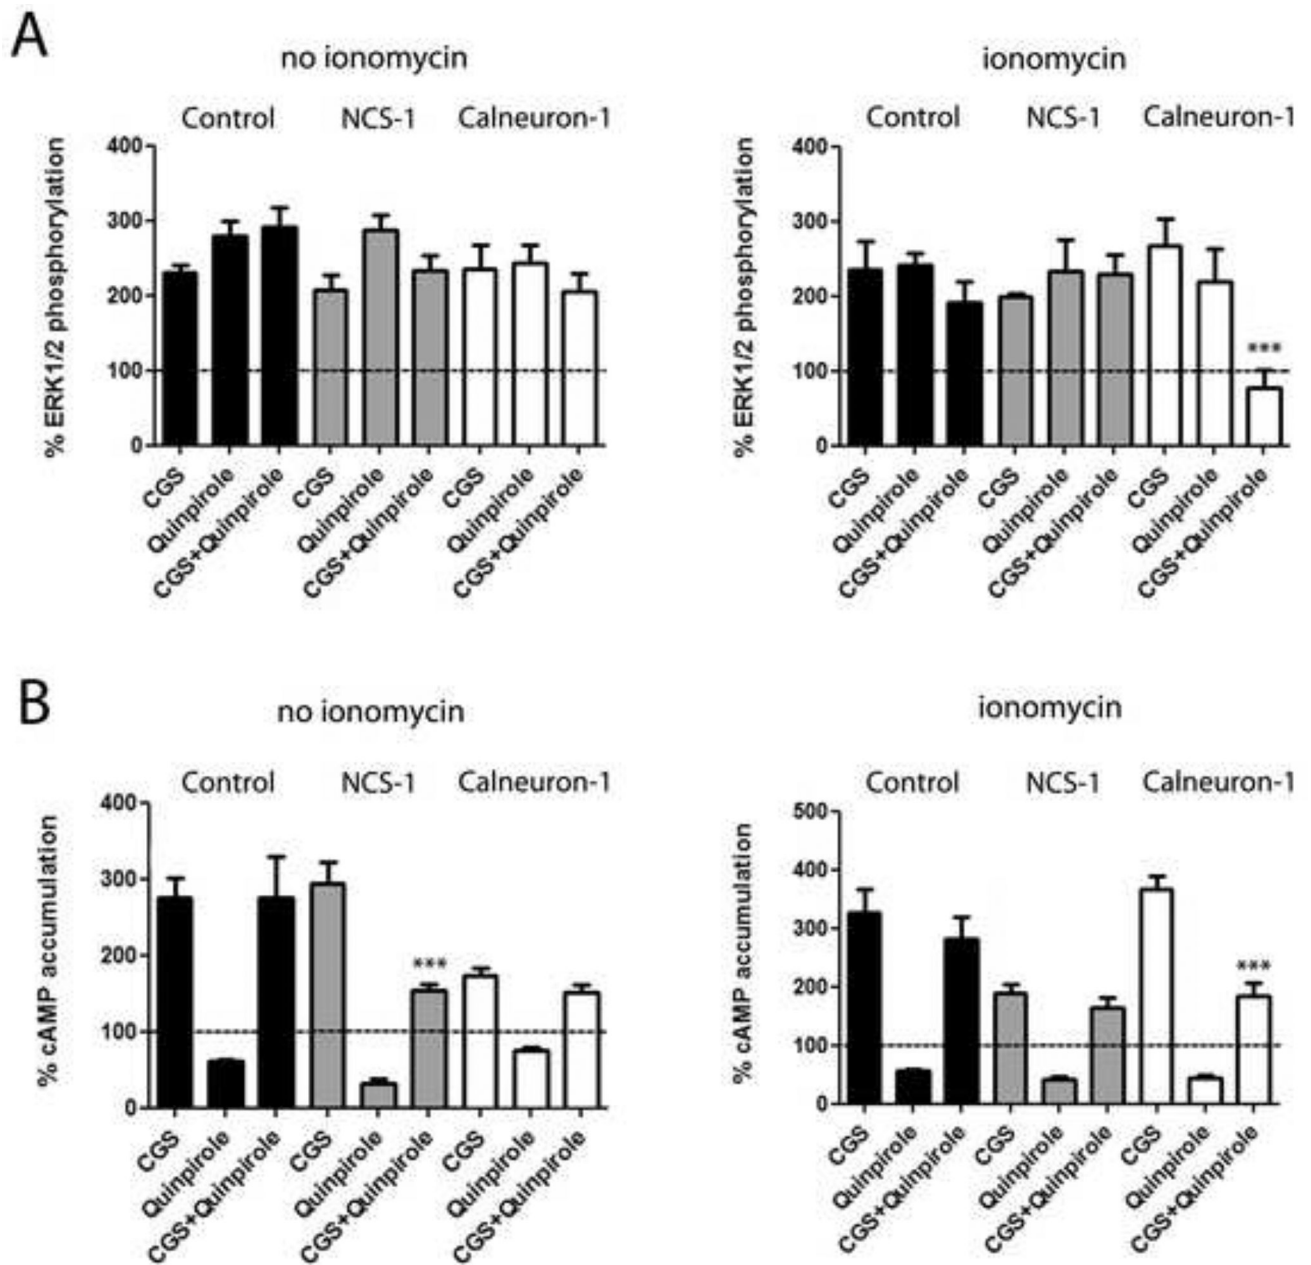 A
no ionomycin
Control NCS-1 Calneuron-1
% ERK1/2 phosphorylation
400
300
200
100
0
CGS
Quinpirole
CGS+Quinpirole
CGS
Quinpirole
CGS+Quinpirole
CGS
Quinpirole
CGS+Quinpirole
ionomycin
Control NCS-1 Calneuron-1
% ERK1/2 phosphorylation
400
300
200
100
0
***
CGS
Quinpirole
CGS+Quinpirole
CGS
Quinpirole
CGS+Quinpirole
CGS
Quinpirole
CGS+Quinpirole
B
no ionomycin
Control NCS-1 Calneuron-1
% cAMP accumulation
400
300
200
100
0
***
CGS
Quinpirole
CGS+Quinpirole
CGS
Quinpirole
CGS+Quinpirole
CGS
Quinpirole
CGS+Quinpirole
ionomycin
Control NCS-1 Calneuron-1
% cAMP accumulation
500
400
300
200
100
0
***
CGS
Quinpirole
CGS+Quinpirole
CGS
Quinpirole
CGS+Quinpirole
CGS
Quinpirole
CGS+Quinpirole